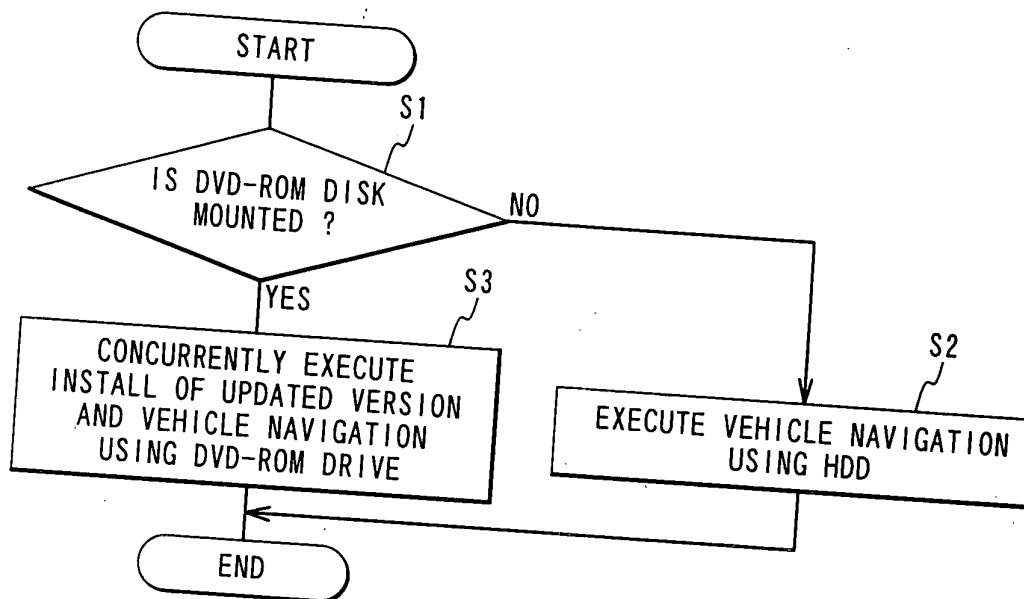 START
S1
IS DVD-ROM DISK
MOUNTED ?
NO
YES
S3
CONCURRENTLY EXECUTE
INSTALL OF UPDATED VERSION
AND VEHICLE NAVIGATION
USING DVD-ROM DRIVE
S2
EXECUTE VEHICLE NAVIGATION
USING HDD
END